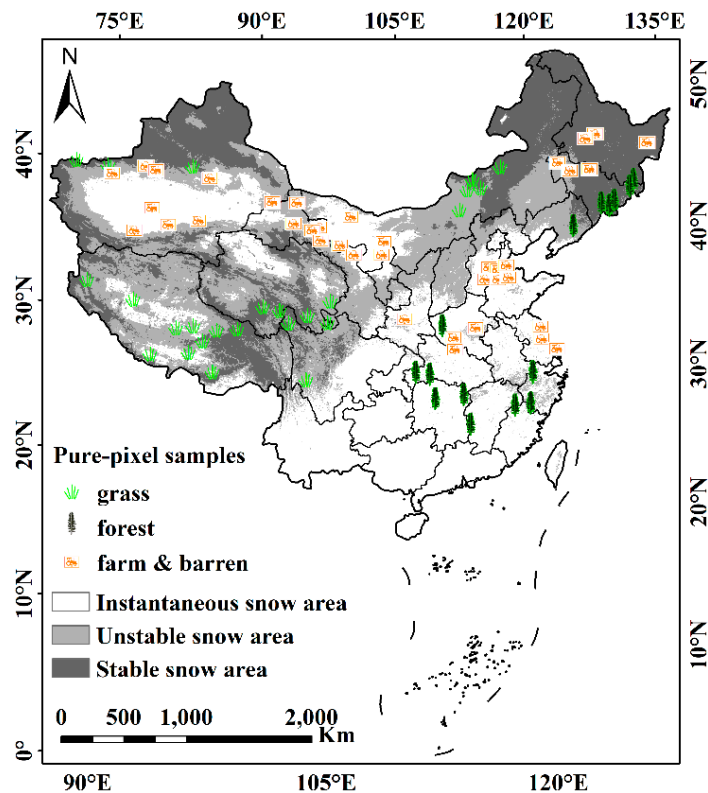 75°E 90°E 105°E 120°E 135°E
N
50°N
40°N
40°N
30°N
30°N
20°N
20°N
10°N
10°N
0°
Pure-pixel samples
grass
forest
farm & barren
Instantaneous snow area
Unstable snow area
Stable snow area
0 500 1,000 2,000
Km
90°E 105°E 120°E